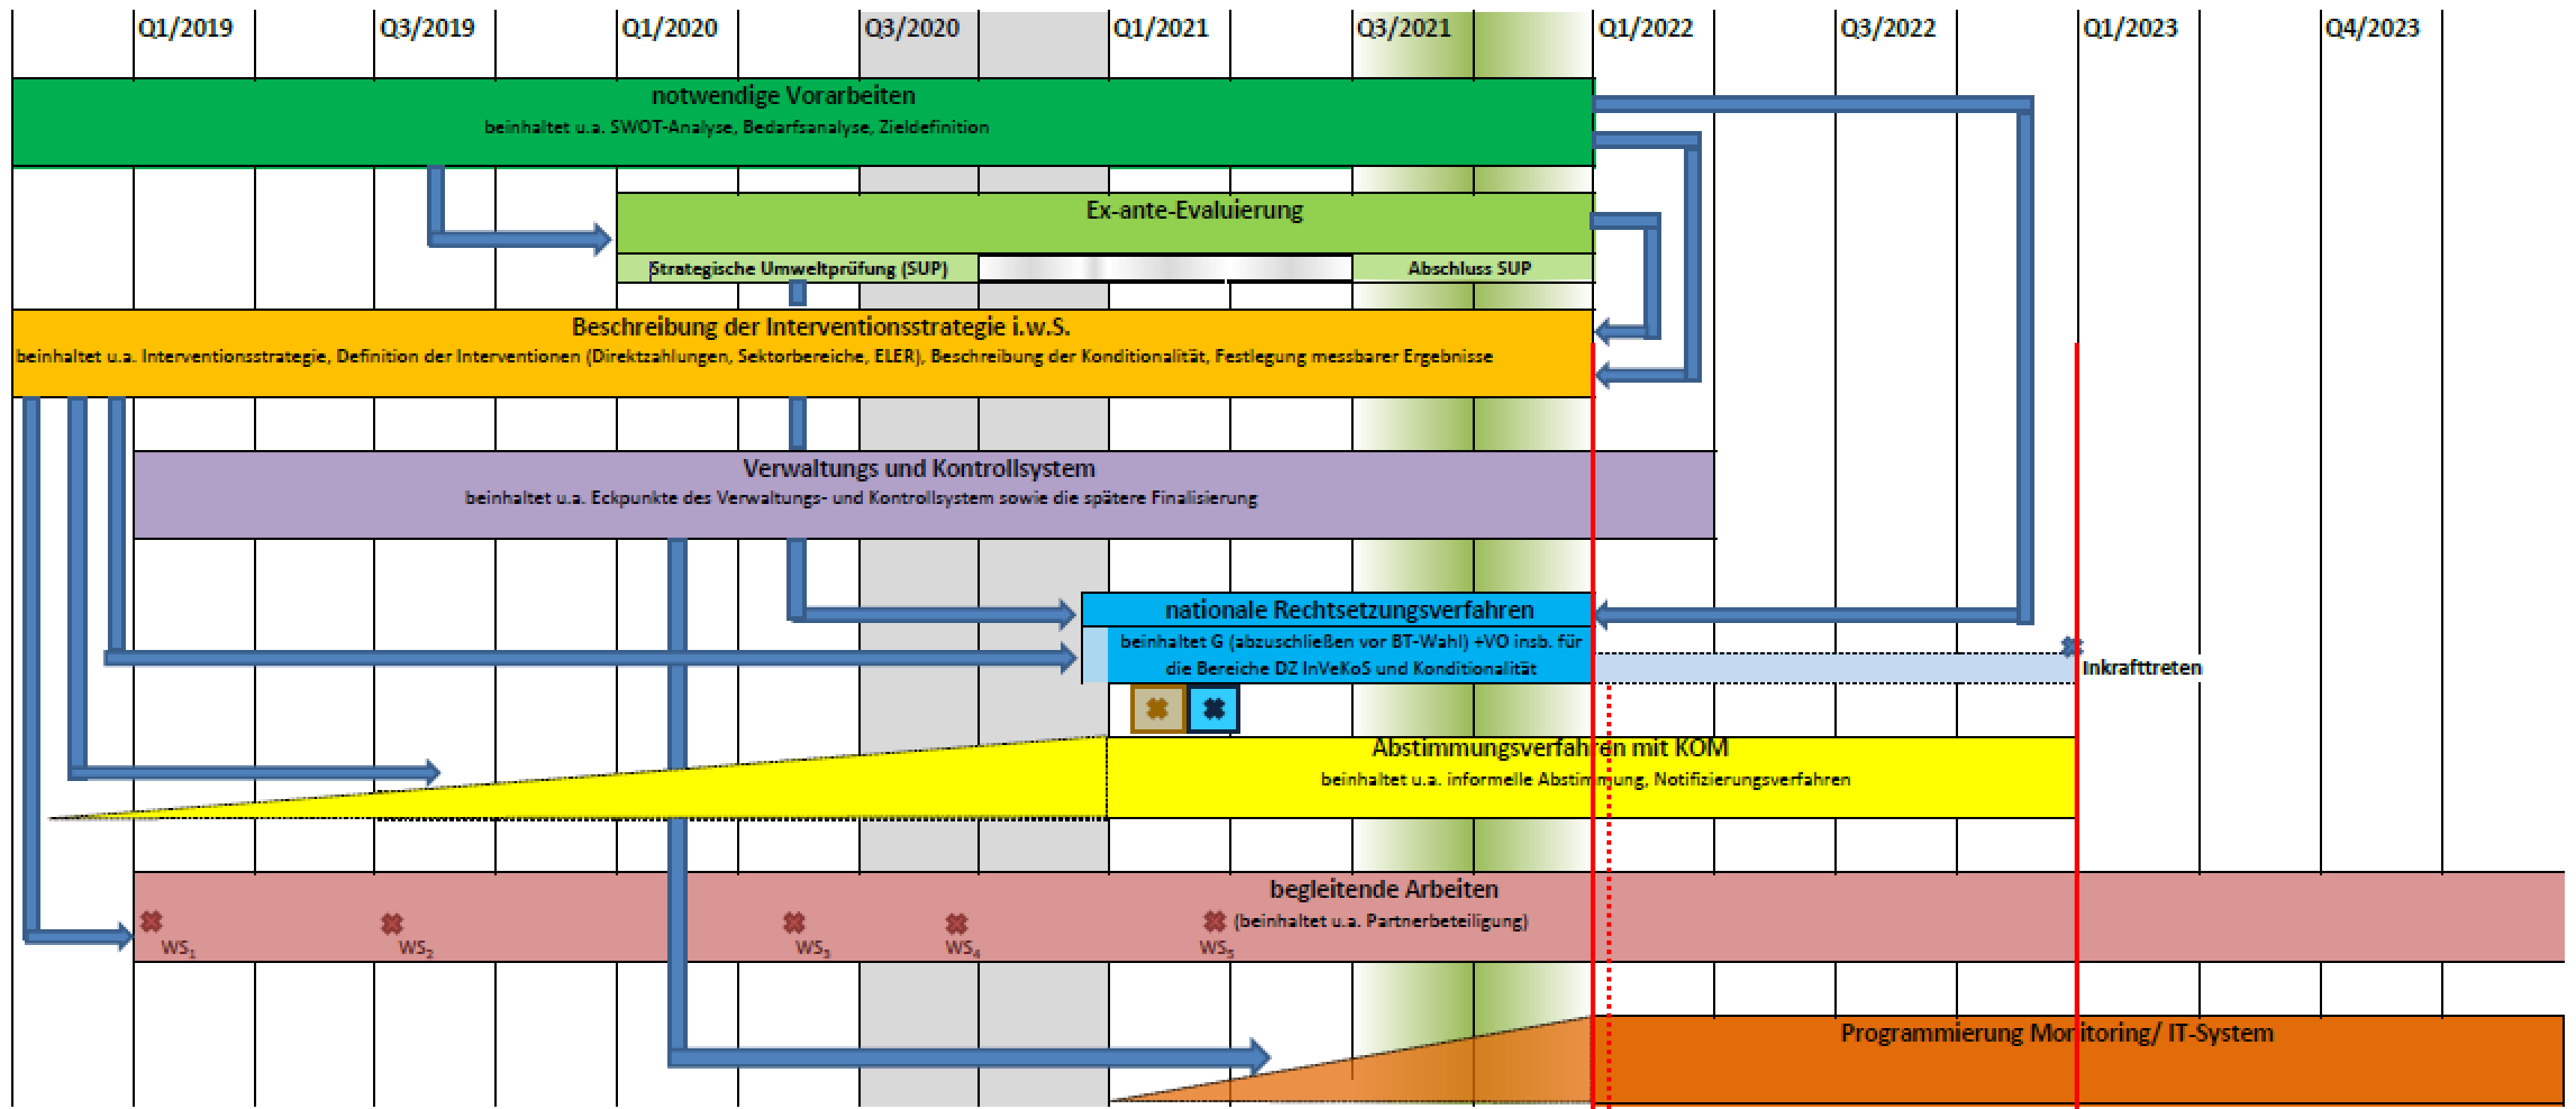 Q1/2019 Q3/2019 Q1/2020 Q3/2020 Q1/2021 Q3/2021 Q1/2022 Q3/2022 Q1/2023 Q4/2023
notwendige Vorarbeiten
beinhaltet u.a. SWOT-Analyse, Bedarfsanalyse, Zieldefinition
Ex-ante-Evaluierung
Strategische Umweltprüfung (SUP) Abschluss SUP
Beschreibung der Interventionsstrategie i.w.S.
beinhaltet u.a. Interventionsstrategie, Definition der Interventionen (Direktzahlungen, Sektorbereiche, ELER), Beschreibung der Konditionalität, Festlegung messbarer Ergebnisse
Verwaltungs und Kontrollsystem
beinhaltet u.a. Eckpunkte des Verwaltungs- und Kontrollsystem sowie die spätere Finalisierung
nationale Rechtsetzungsverfahren
beinhaltet G (abzuschließen vor BT-Wahl) +VO insb. für
die Bereiche DZ InVeKoS und Konditionalität
Inkrafttreten
Abstimmungsverfahren mit KOM
beinhaltet u.a. informelle Abstimmung, Notifizierungsverfahren
begleitende Arbeiten
(beinhaltet u.a. Partnerbeteiligung)
WS1 WS2 WS3 WS4 WS5
Programmierung Monitoring/ IT-System